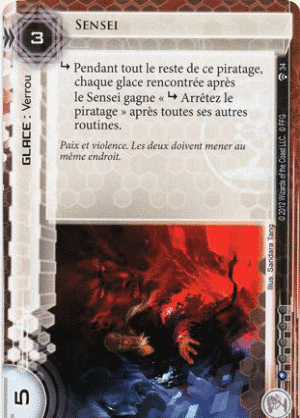 SENSEI
3
↳ Pendant tout le reste de ce piratage,
chaque glace rencontrée après
le Sensei gagne « ↳ Arrêtez le
piratage » après toutes ses autres
routines.
Paix et violence. Les deux doivent mener au
même endroit.
GLACE : Verrou
34
© 2012 Wizards of the Coast LLC. © FFG
Illus. Sandara Tang
5